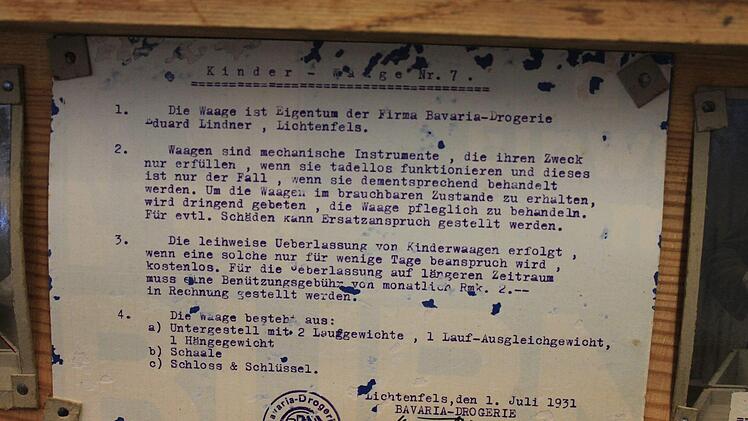 Kinder - Waage Nr. 7.
1. Die Waage ist Eigentum der Firma Bavaria-Drogerie
Eduard Lindner , Lichtenfels.
2. Waagen sind mechanische Instrumente , die ihren Zweck
nur erfüllen , wenn sie tadellos funktionieren und dieses
ist nur der Fall , wenn sie dementsprechend behandelt
werden. Um die Waagen im brauchbaren Zustande zu erhalten,
wird dringend gebeten , die Waage pfleglich zu behandeln.
Für evtl. Schäden kann Ersatzanspruch gestellt werden.
3. Die leihweise Ueberlassung von Kinderwaagen erfolgt ,
wenn eine solche nur für wenige Tage beanspruch wird ,
kostenlos. Für die Ueberlassung auf längeren Zeitraum
muss eine Benützungsgebühr von monatlich Rmk. 2.--
in Rechnung gestellt werden.
4. Die Waage besteht aus:
a) Untergestell mit 2 Laufgewichte , 1 Lauf-Ausgleichgewicht,
1 Hängegewicht
b) Schaale
c) Schloss & Schlüssel.
Lichtenfels,den 1. Juli 1931
BAVARIA-DROGERIE
Bavaria-Drogerie